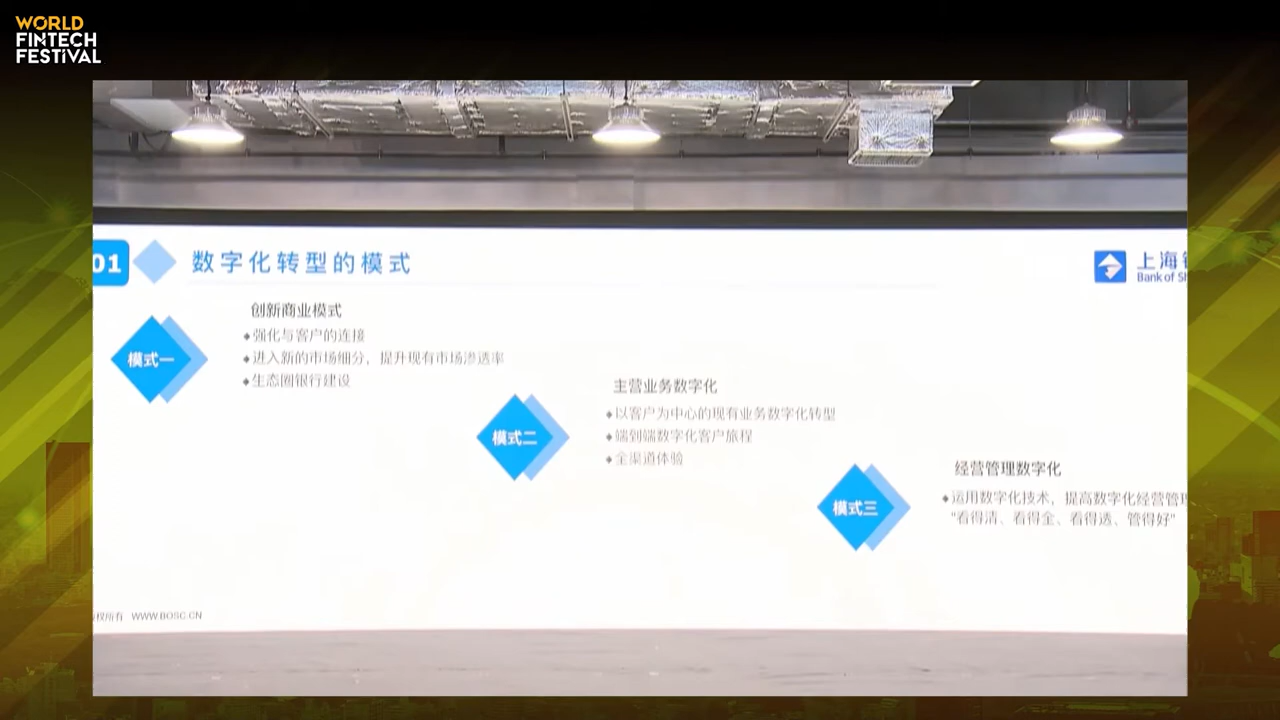 WORLD
FINTECH
FESTIVAL
01
数字化转型的模式
上海
Bank of
模式一
创新商业模式
强化与客户的连接
进入新的市场细分，提升现有市场渗透率
生态圈银行建设
模式二
主营业务数字化
以客户为中心的现有业务数字化转型
端到端数字化客户旅程
全渠道体验
模式三
经营管理数字化
运用数字化技术，提高数字化经营管理
“看得清、看得全、看得透、管得好”
权所有 WWW.BOSC.CN